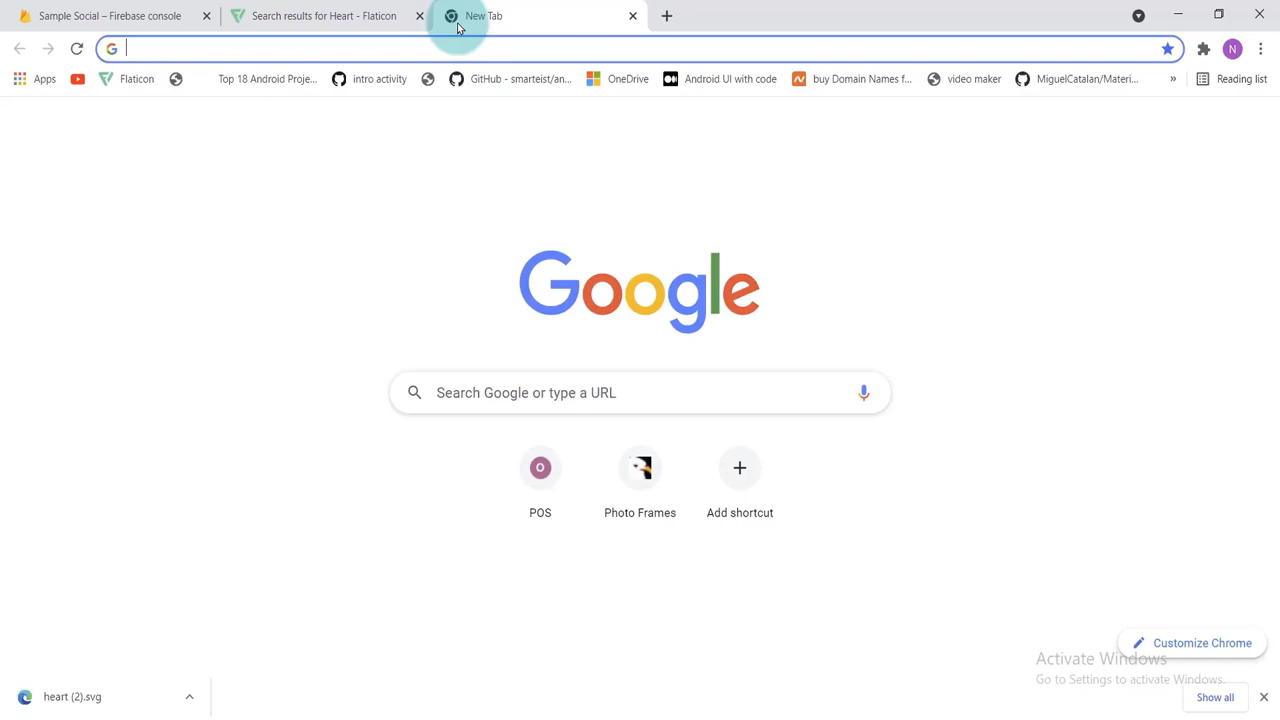 Sample Social – Firebase console
Search results for Heart - Flaticon
New Tab
G
N
Apps
Flaticon
Top 18 Android Proje...
intro activity
GitHub - smarteist/an...
OneDrive
Android UI with code
buy Domain Names f...
video maker
MiguelCatalan/Materi...
»
Reading list
Google
Search Google or type a URL
O
POS
Photo Frames
Add shortcut
Customize Chrome
Activate Windows
Go to Settings to activate Windows.
heart (2).svg
Show all